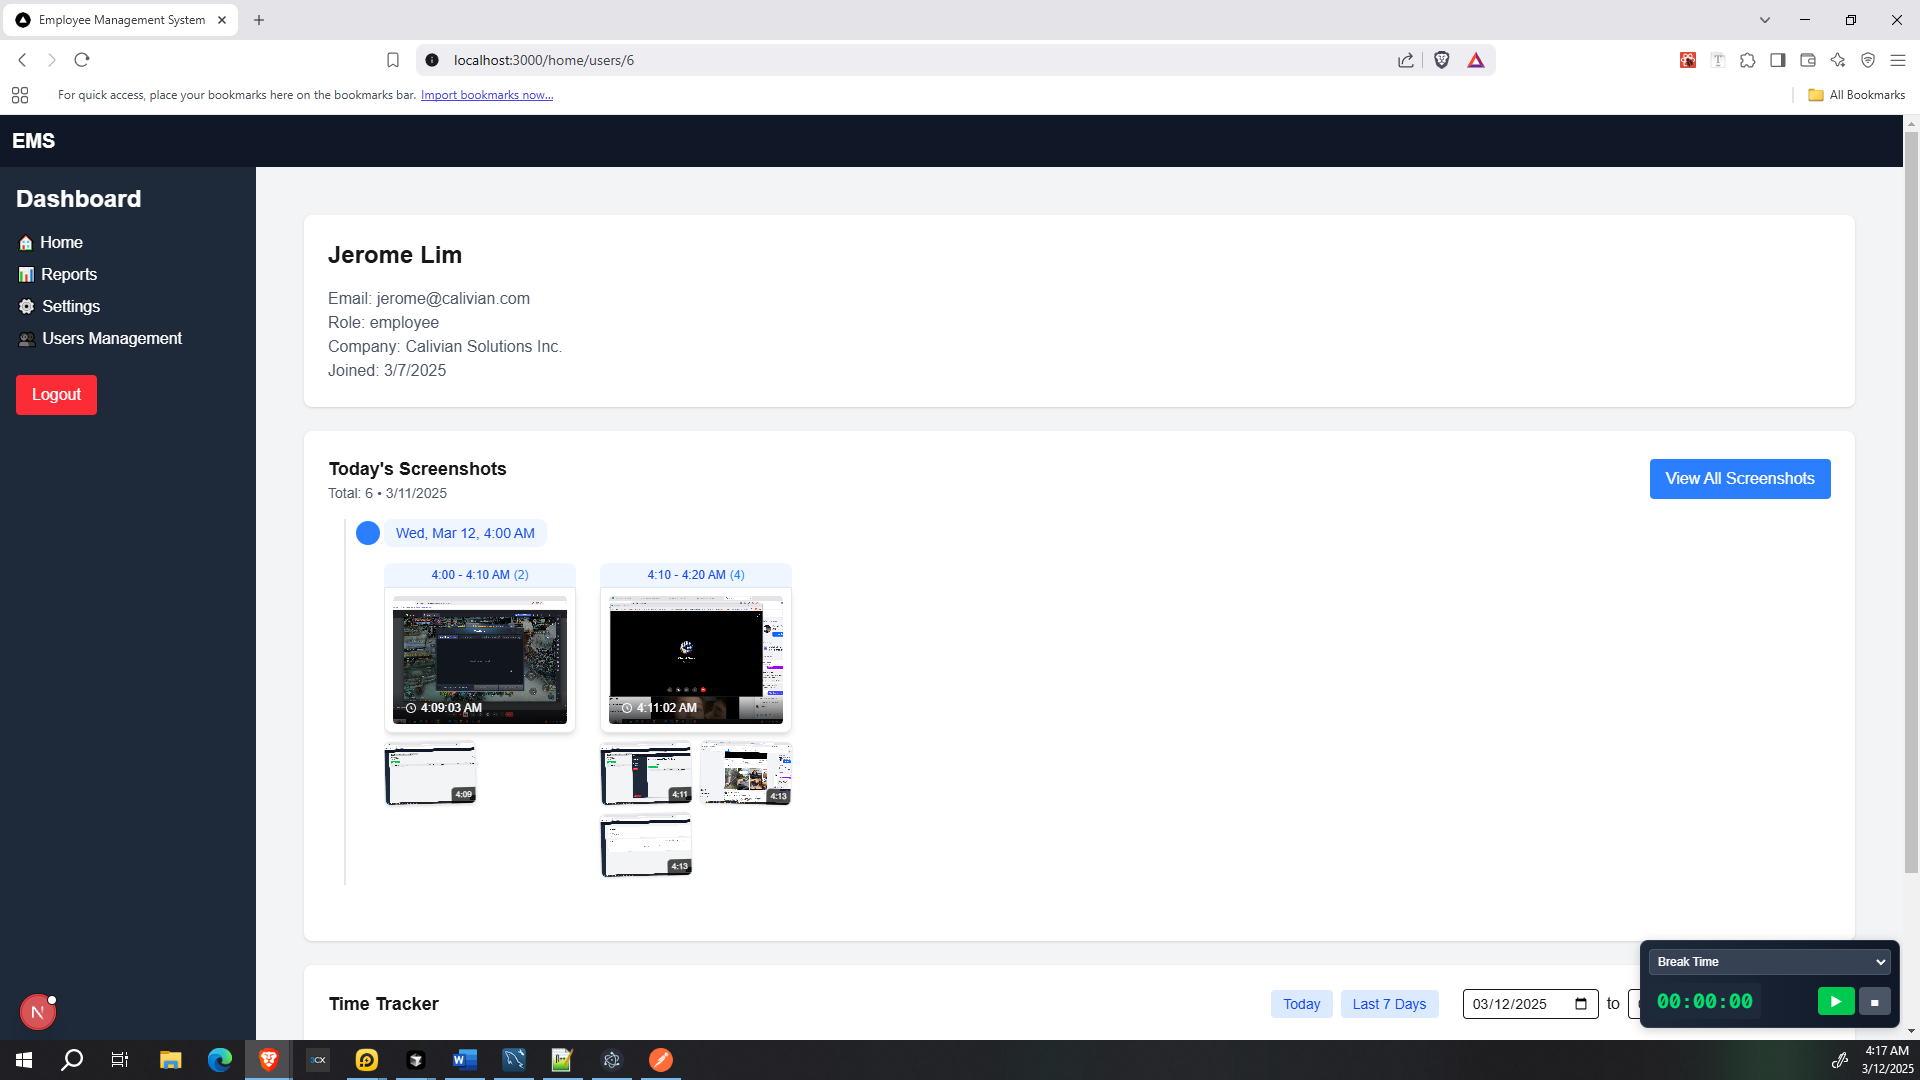 Employee Management System
localhost:3000/home/users/6
For quick access, place your bookmarks here on the bookmarks bar. Import bookmarks now...
All Bookmarks
EMS
Dashboard
Home
Reports
Settings
Users Management
Logout
Jerome Lim
Email: jerome@calivian.com
Role: employee
Company: Calivian Solutions Inc.
Joined: 3/7/2025
Today's Screenshots
Total: 6 • 3/11/2025
View All Screenshots
Wed, Mar 12, 4:00 AM
4:00 - 4:10 AM (2)
4:10 - 4:20 AM (4)
4:09:03 AM
4:11:02 AM
4:09
4:11
4:13
4:13
Break Time
00:00:00
Time Tracker
Today
Last 7 Days
03/12/2025
to
N
3CX
4:17 AM
3/12/2025